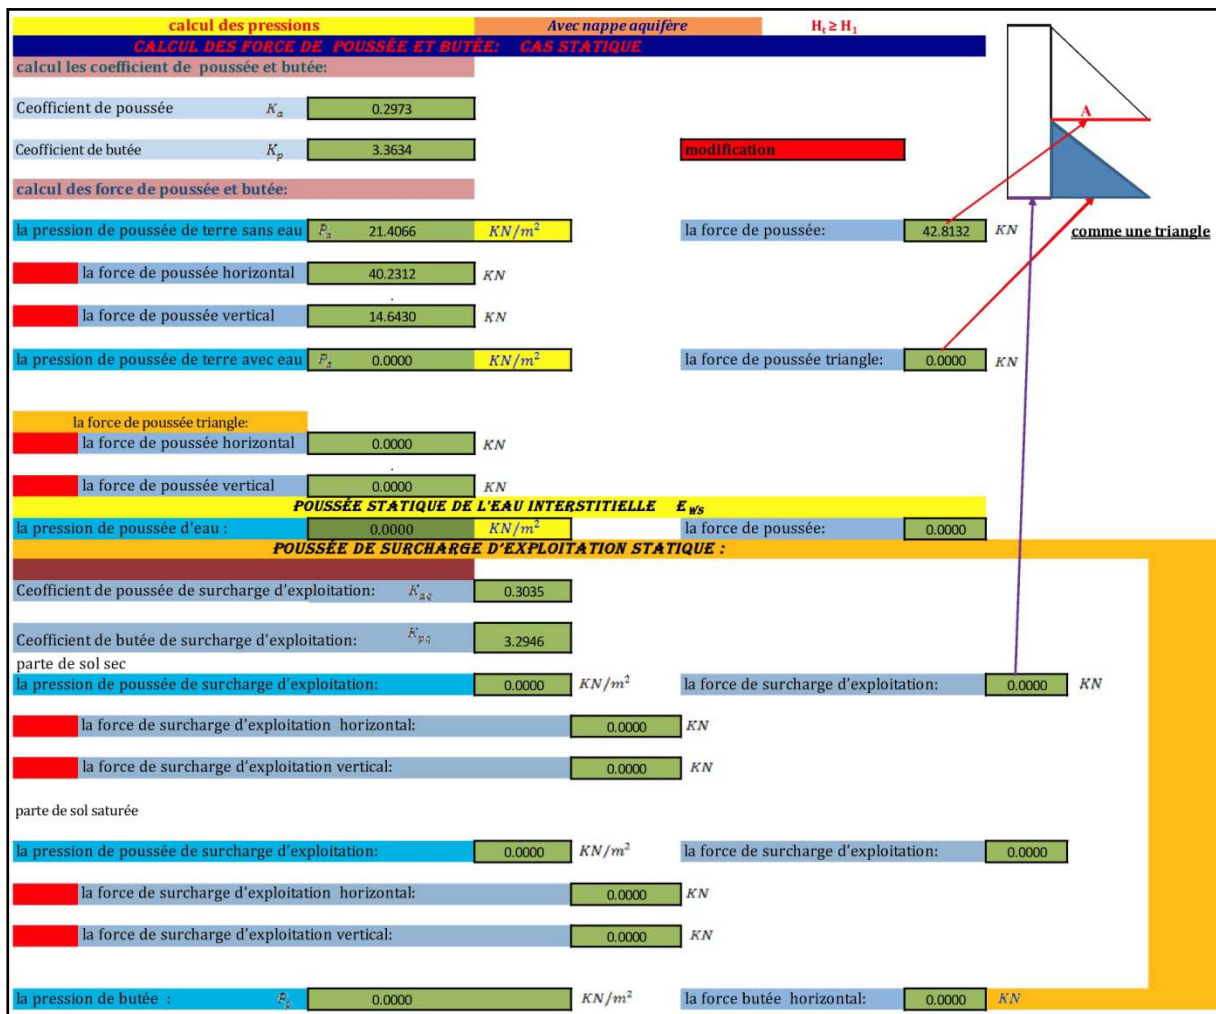 calcul des pressions Avec nappe aquifère H_t ≥ H_1
CALCUL DES FORCE DE POUSSÉE ET BUTÉE: CAS STATIQUE
calcul les coefficient de poussée et butée:
Ceofficient de poussée K_a 0.2973
A
Ceofficient de butée K_p 3.3634 modification
calcul des force de poussée et butée:
la pression de poussée de terre sans eau P_a 21.4066 KN/m² la force de poussée: 42.8132 KN comme une triangle
la force de poussée horizontal 40.2312 KN
.
la force de poussée vertical 14.6430 KN
la pression de poussée de terre avec eau P_a 0.0000 KN/m² la force de poussée triangle: 0.0000 KN
la force de poussée triangle:
la force de poussée horizontal 0.0000 KN
.
la force de poussée vertical 0.0000 KN
POUSSÉE STATIQUE DE L'EAU INTERSTITIELLE E_WS
la pression de poussée d'eau : 0.0000 KN/m² la force de poussée: 0.0000
POUSSÉE DE SURCHARGE D'EXPLOITATION STATIQUE :
Ceofficient de poussée de surcharge d'exploitation: K_aq 0.3035
Ceofficient de butée de surcharge d'exploitation: K_pq 3.2946
parte de sol sec
la pression de poussée de surcharge d'exploitation: 0.0000 KN/m² la force de surcharge d'exploitation: 0.0000 KN
la force de surcharge d'exploitation horizontal: 0.0000 KN
la force de surcharge d'exploitation vertical: 0.0000 KN
parte de sol saturée
la pression de poussée de surcharge d'exploitation: 0.0000 KN/m² la force de surcharge d'exploitation: 0.0000
la force de surcharge d'exploitation horizontal: 0.0000 KN
la force de surcharge d'exploitation vertical: 0.0000 KN
la pression de butée : P_p 0.0000 KN/m² la force butée horizontal: 0.0000 KN